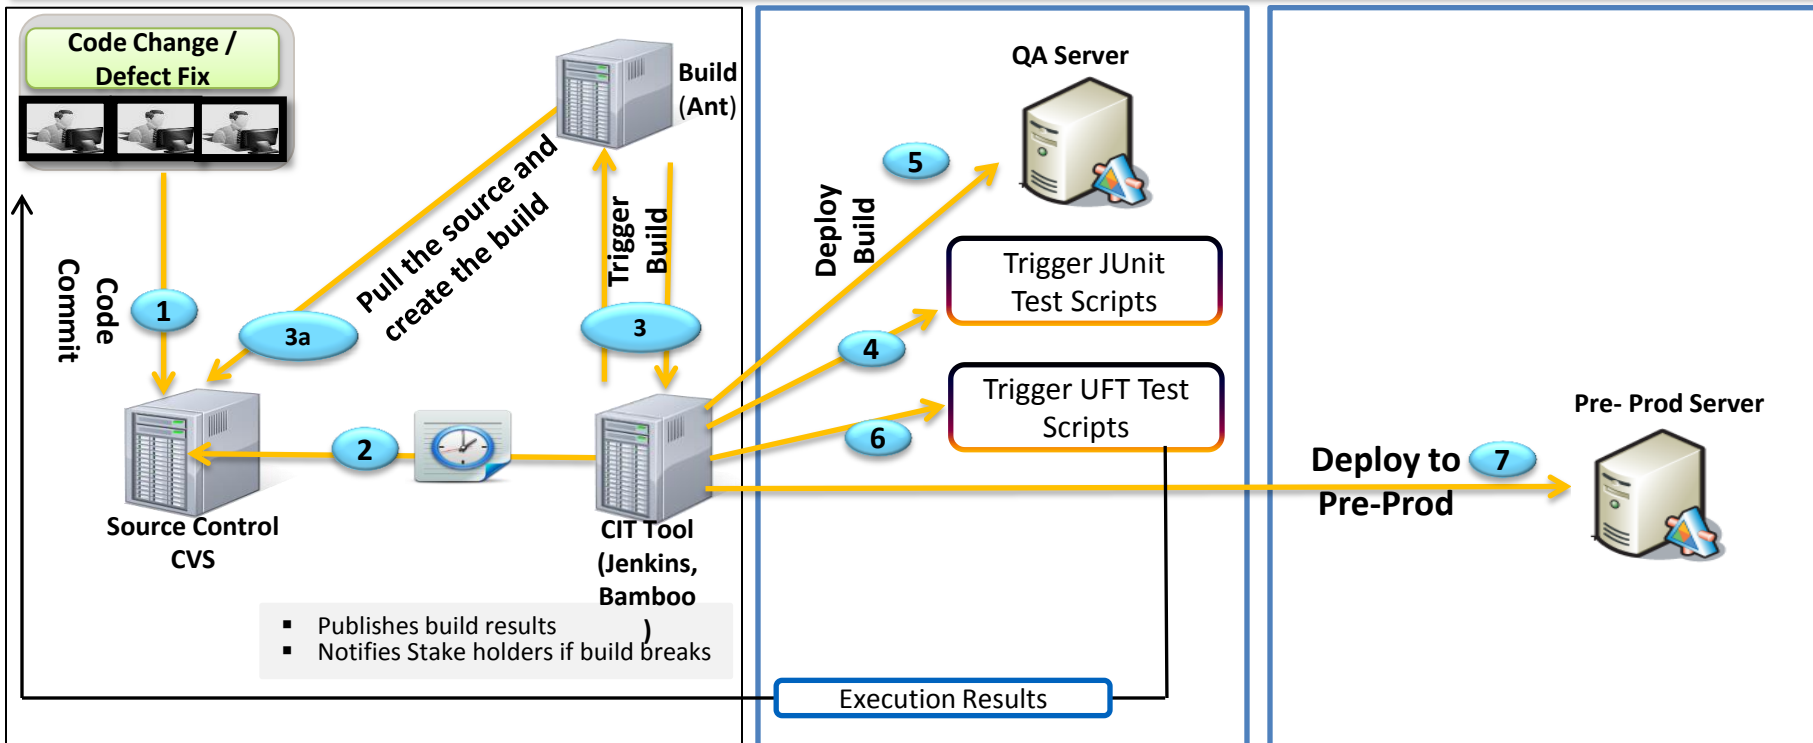 Code Change /
Defect Fix
Build
(Ant)
QA Server
5
Deploy
Build
Pull the source and
create the build
Trigger
Build
Code
Commit
1
3a
3
Trigger JUnit
Test Scripts
4
Trigger UFT Test
Scripts
6
2
Pre- Prod Server
Deploy to
Pre-Prod
7
Source Control
CVS
CIT Tool
(Jenkins,
Bamboo
)
▪ Publishes build results
▪ Notifies Stake holders if build breaks
Execution Results